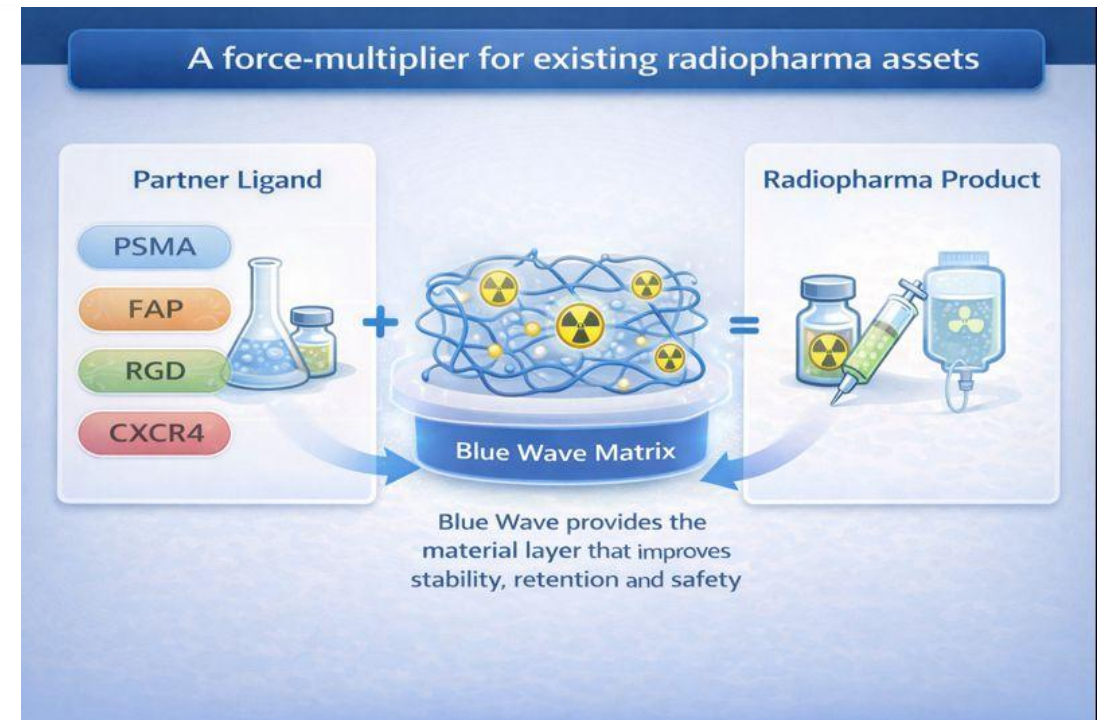 A force-multiplier for existing radiopharma assets
Partner Ligand
PSMA
FAP
RGD
CXCR4
Blue Wave Matrix
Radiopharma Product
Blue Wave provides the
material layer that improves
stability, retention and safety